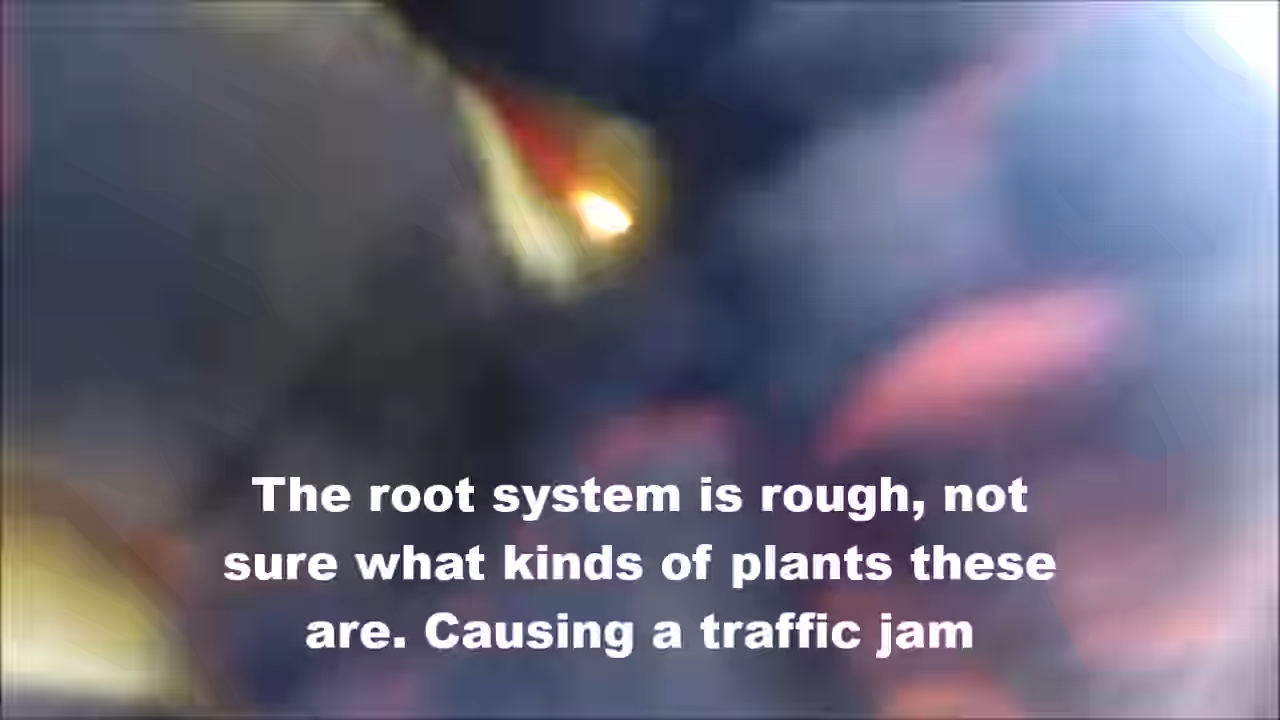 The root system is rough, not
sure what kinds of plants these
are. Causing a traffic jam